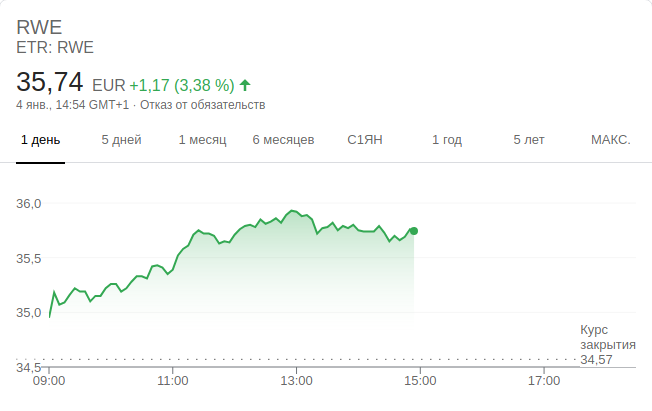 RWE
ETR: RWE
35,74 EUR +1,17 (3,38 %)
4 янв., 14:54 GMT+1 · Отказ от обязательств
1 день 5 дней 1 месяц 6 месяцев С1ЯН 1 год 5 лет МАКС.
36,0
35,5
35,0
Курс
закрытия
34,57
34,5
09:00 11:00 13:00 15:00 17:00